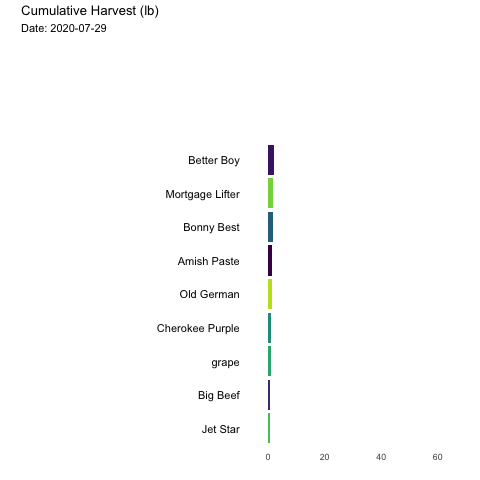 Cumulative Harvest (lb)
Date: 2020-07-29
Better Boy
Mortgage Lifter
Bonny Best
Amish Paste
Old German
Cherokee Purple
grape
Big Beef
Jet Star
0 20 40 60